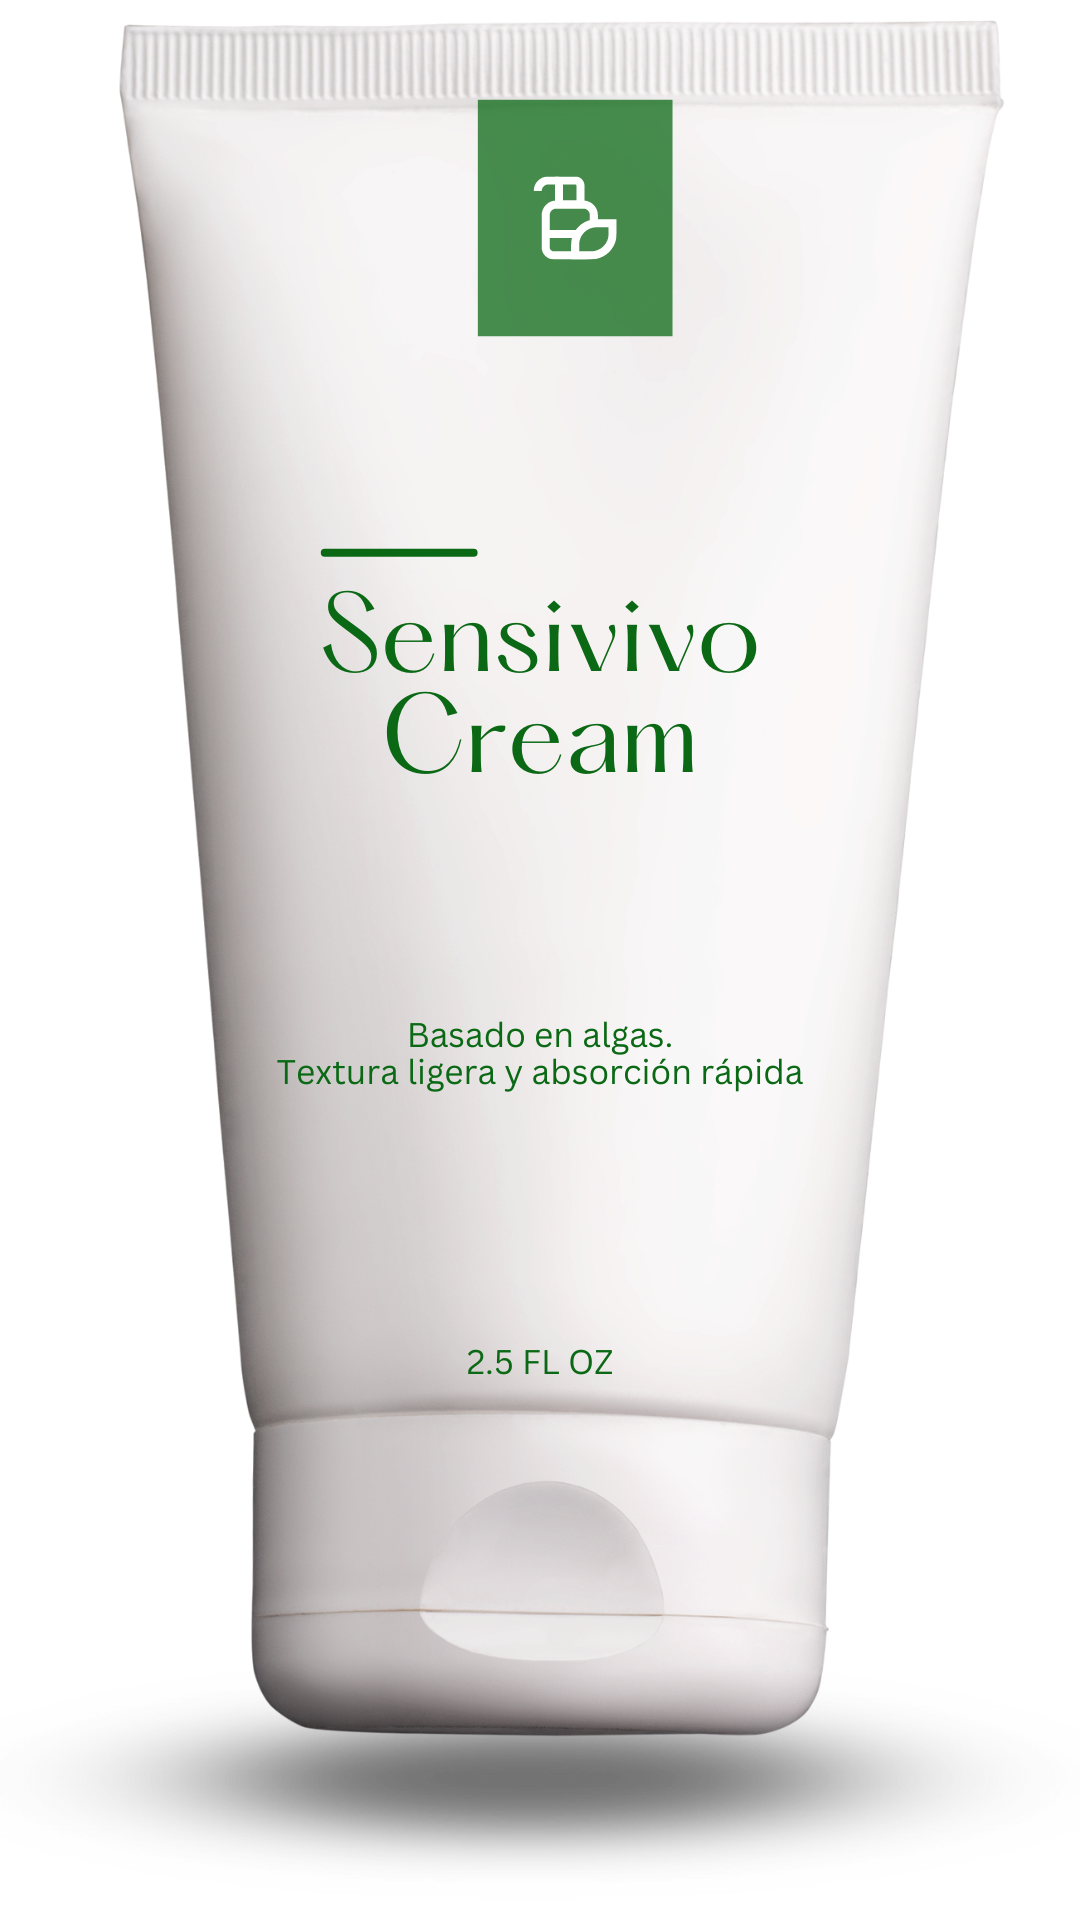 Sensivivo
Cream
Basado en algas.
Textura ligera y absorción rápida
2.5 FL OZ